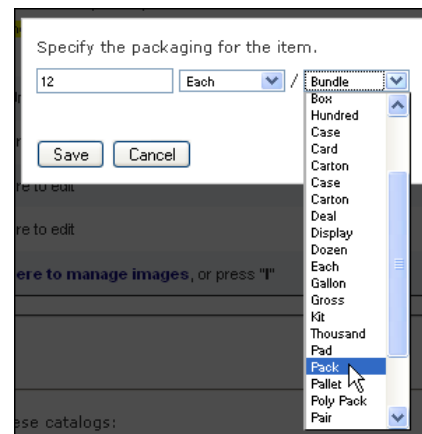 Specify the packaging for the item.
12 Each / Bundle
Box
Hundred
Case
Card
Carton
Case
Carton
Deal
Display
Dozen
Each
Gallon
Gross
Kit
Thousand
Pad
Pack
Pallet
Poly Pack
Pair
Save Cancel
re to edit
re to edit
ere to manage images, or press "I"
ese catalogs: